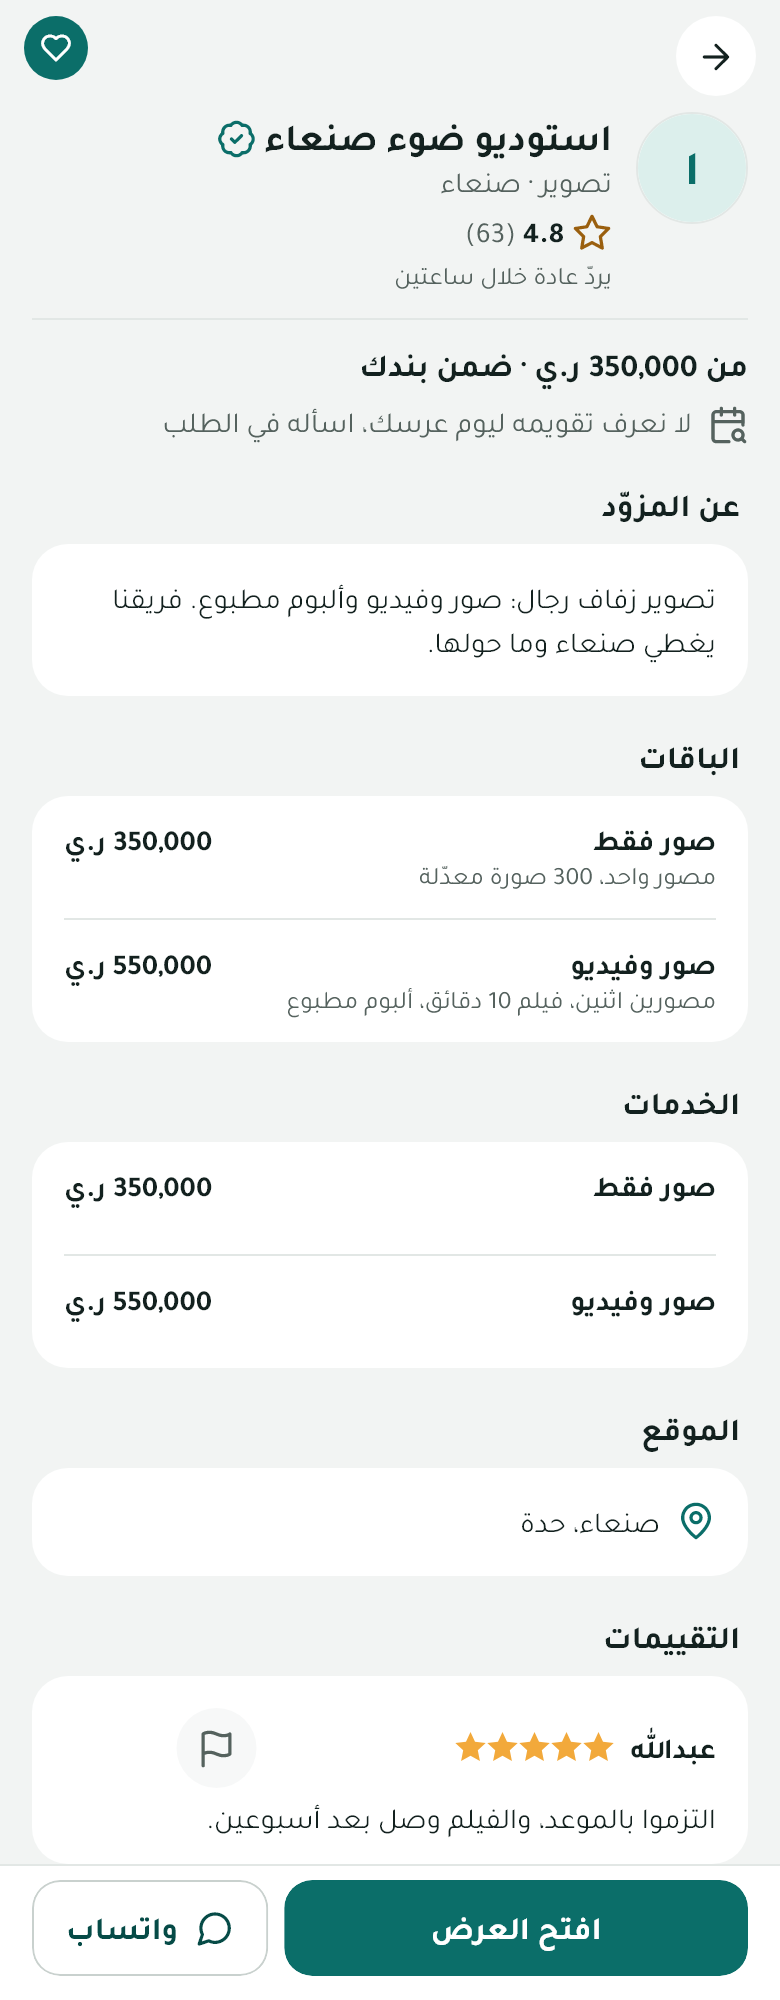 استوديو ضوء صنعاء
ا
تصوير · صنعاء
4.8 (63)
يردّ عادة خلال ساعتين
من 350,000 ر.ي · ضمن بندك
لا نعرف تقويمه ليوم عرسك، اسأله في الطلب
عن المزوّد
تصوير زفاف رجال: صور وفيديو وألبوم مطبوع. فريقنا
يغطي صنعاء وما حولها.
الباقات
صور فقط 350,000 ر.ي
مصور واحد، 300 صورة معدّلة
صور وفيديو 550,000 ر.ي
مصورين اثنين، فيلم 10 دقائق، ألبوم مطبوع
الخدمات
صور فقط 350,000 ر.ي
صور وفيديو 550,000 ر.ي
الموقع
صنعاء، حدة
التقييمات
عبدالله
التزموا بالموعد، والفيلم وصل بعد أسبوعين.
افتح العرض
واتساب